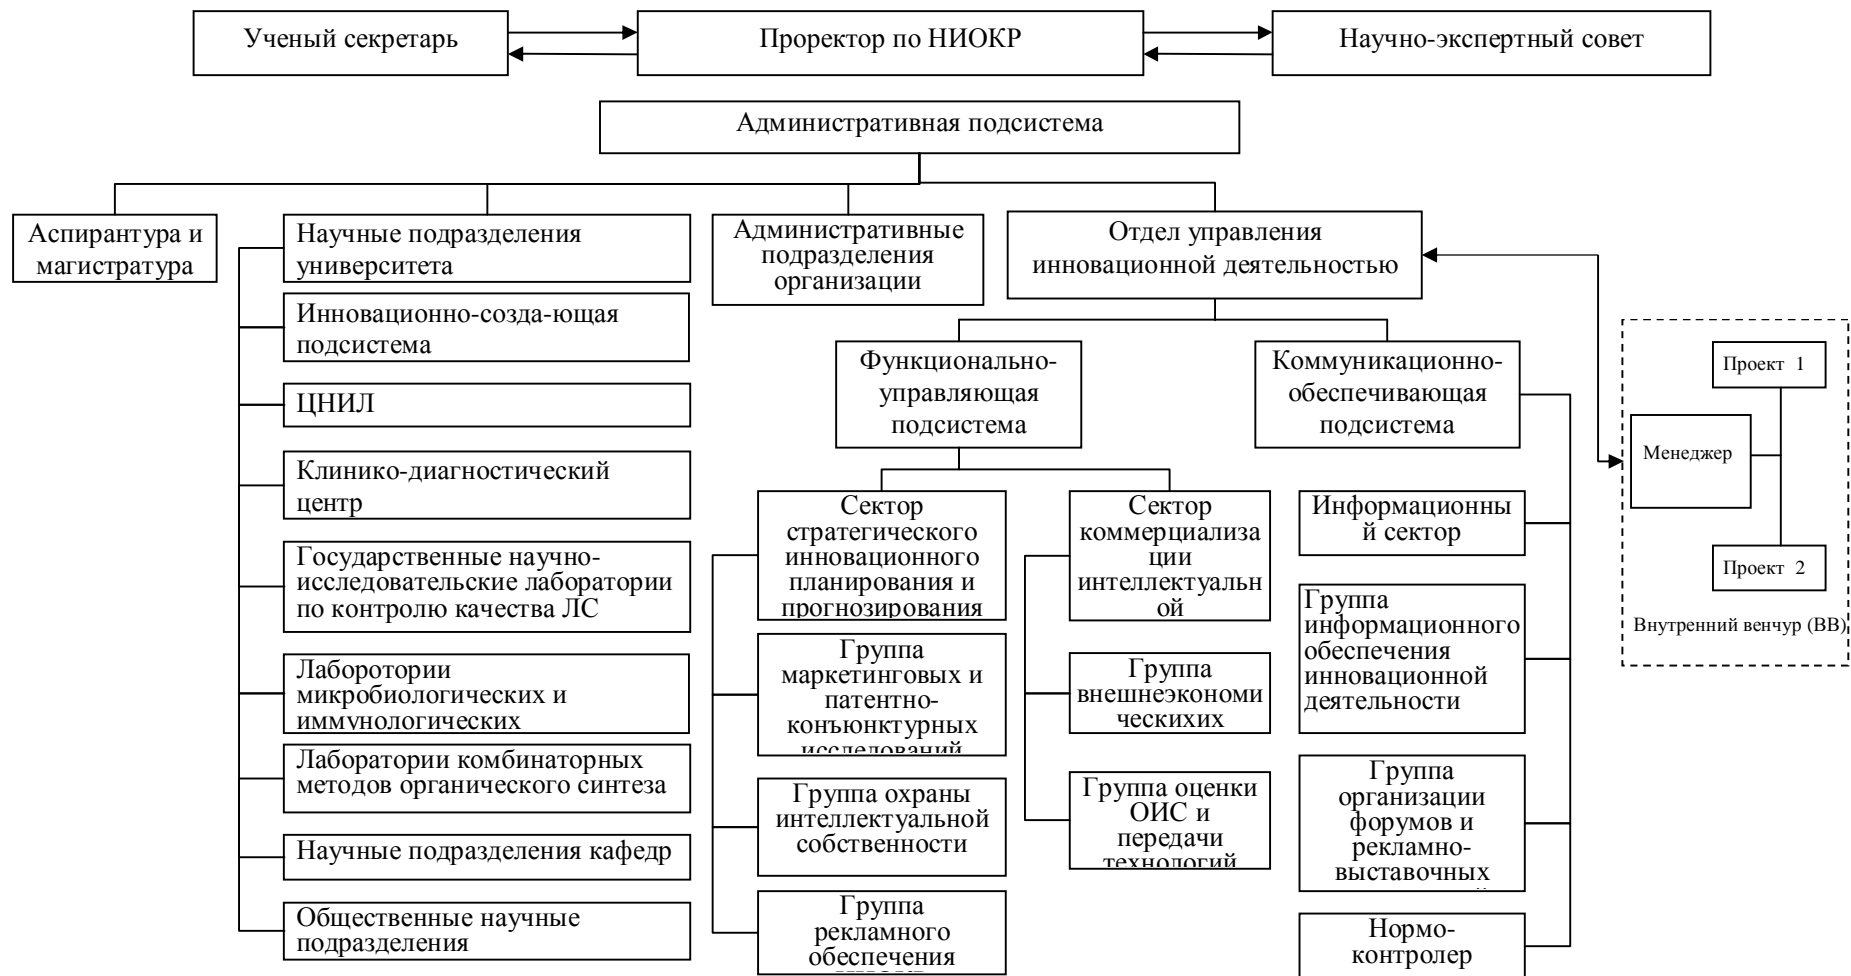 Ученый секретарь
Проректор по НИОКР
Научно-экспертный совет
Административная подсистема
Аспирантура и
магистратура
Научные подразделения
университета
Административные
подразделения
организации
Отдел управления
инновационной деятельностью
Инновационно-созда-ющая
подсистема
ЦНИЛ
Клинико-диагностический
центр
Государственные научно-
исследовательские лаборатории
по контролю качества ЛС
Лаборотории
микробиологических и
иммунологических
Лаборатории комбинаторных
методов органического синтеза
Научные подразделения кафедр
Общественные научные
подразделения
Функционально-
управляющая
подсистема
Коммуникационно-
обеспечивающая
подсистема
Сектор
стратегического
инновационного
планирования и
прогнозирования
Группа
маркетинговых и
патентно-
конъюнктурных
исследований
Группа охраны
интеллектуальной
собственности
Группа
рекламного
обеспечения
Сектор
коммерциализа
ции
интеллектуальн
ой
Группа
внешнеэкономи
ческихих
Группа оценки
ОИС и
передачи
технологий
Информационны
й сектор
Группа
информационного
обеспечения
инновационной
деятельности
Группа
организации
форумов и
рекламно-
выставочных
Нормо-
контролер
Проект 1
Менеджер
Проект 2
Внутренний венчур (ВВ)